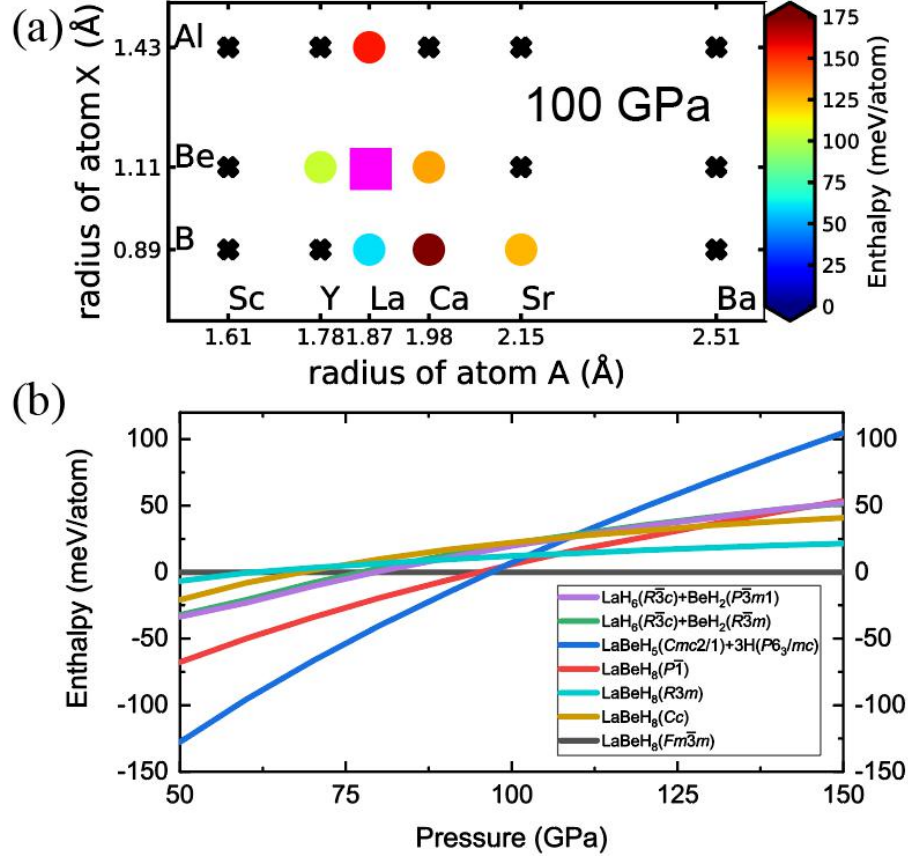 (a)
Al
1.43
Be
1.11
B
0.89
radius of atom X (Å)
100 GPa
Sc Y La Ca Sr Ba
1.61 1.78 1.87 1.98 2.15 2.51
radius of atom A (Å)
175
150
125
100
75
50
25
0
Enthalpy (meV/atom)
(b)
100
50
0
-50
-100
-150
Enthalpy (meV/atom)
100
50
0
-50
-100
-150
LaH₆(R3̅c)+BeH₂(P3̅m1)
LaH₆(R3̅c)+BeH₂(R3̅m)
LaBeH₅(Cmc2/1)+3H(P6₃/mc)
LaBeH₈(P1̅)
LaBeH₈(R3m)
LaBeH₈(Cc)
LaBeH₈(Fm3̅m)
50 75 100 125 150
Pressure (GPa)